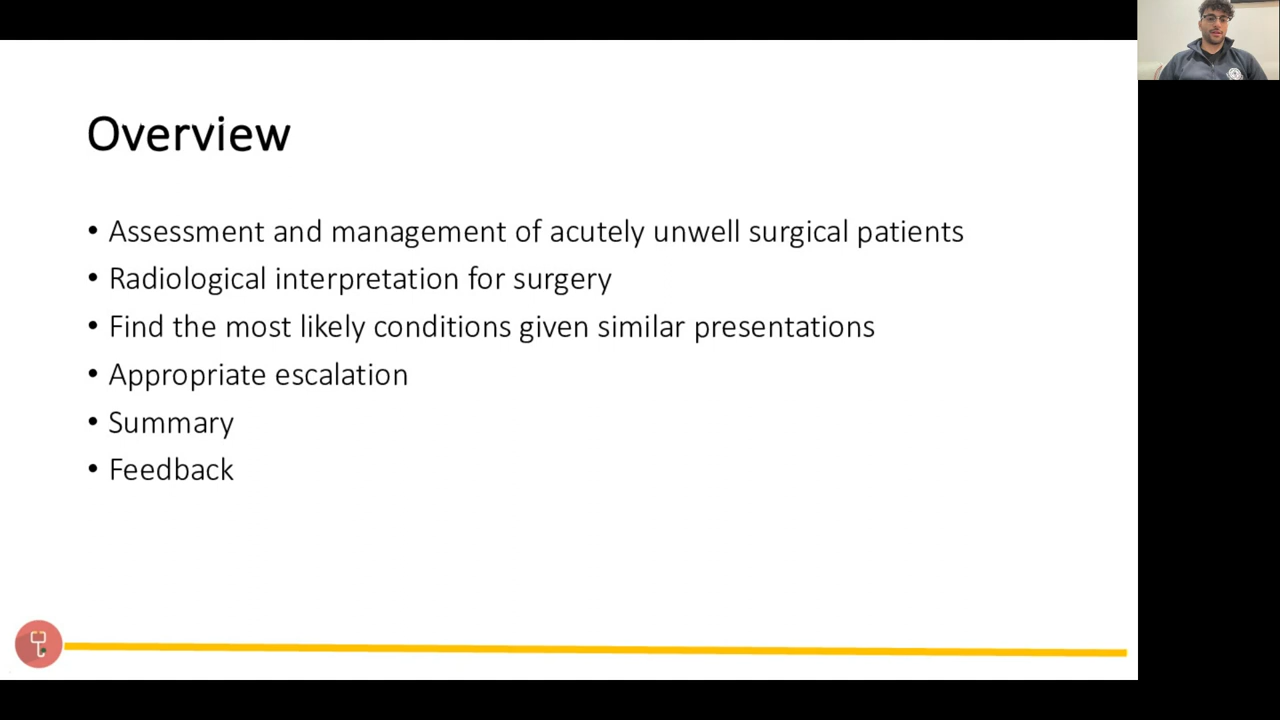 Overview
• Assessment and management of acutely unwell surgical patients
• Radiological interpretation for surgery
• Find the most likely conditions given similar presentations
• Appropriate escalation
• Summary
• Feedback